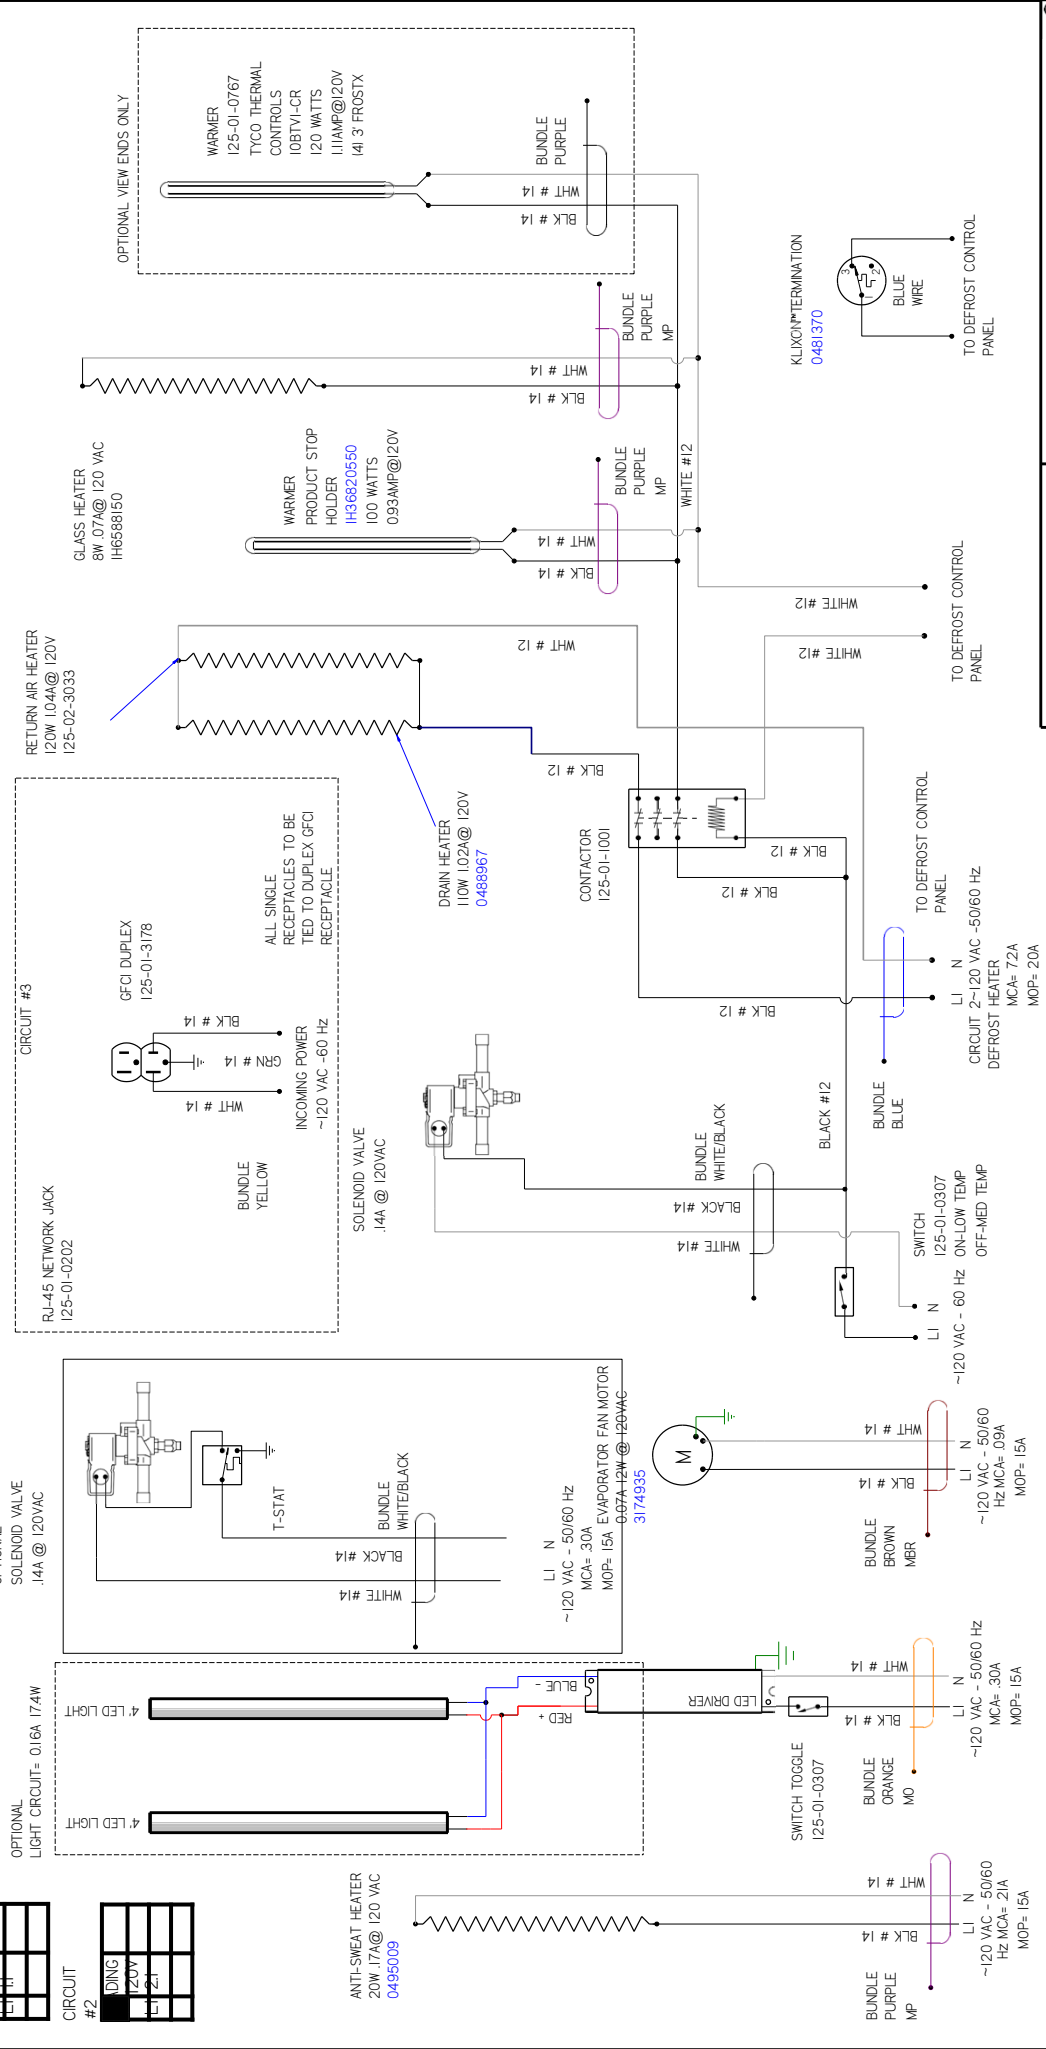 OPTIONAL VIEW ENDS ONLY
WARMER
125-01-0767
TYCO THERMAL
CONTROLS
10BTV1-CR
120 WATTS
1.11AMP@120V
141 3' FROSTX
BUNDLE
PURPLE
WHT # 14
BLK # 14
GLASS HEATER
8W .07A@ 120 VAC
1H6588150
BUNDLE
PURPLE
MP
WHT # 14
BLK # 14
KLIXON™TERMINATION
0481370
3
2
1
BLUE
WIRE
TO DEFROST CONTROL
PANEL
WARMER
PRODUCT STOP
HOLDER
1H36820550
100 WATTS
0.93AMP@120V
BUNDLE
PURPLE
MP
WHITE #12
WHT # 14
BLK # 14
RETURN AIR HEATER
120W 1.04A@ 120V
125-02-3033
WHT # 12
WHITE #12
WHITE #12
TO DEFROST CONTROL
PANEL
DRAIN HEATER
110W 1.02A@ 120V
0488967
BLK # 12
CONTACTOR
125-01-1001
BLK # 12
BLK # 12
BLK # 12
TO DEFROST CONTROL
PANEL
L1 N
CIRCUIT 2~120 VAC -50/60 Hz
DEFROST HEATER
MCA= 7.2A
MOP= 20A
BUNDLE
BLUE
CIRCUIT #3
GFCI DUPLEX
125-01-3178
ALL SINGLE
RECEPTACLES TO BE
TIED TO DUPLEX GFCI
RECEPTACLE
BLK # 14
GRN # 14
WHT # 14
INCOMING POWER
~120 VAC -60 Hz
BUNDLE
YELLOW
RJ-45 NETWORK JACK
125-01-0202
SOLENOID VALVE
.14A @ 120VAC
BUNDLE
WHITE/BLACK
BLACK #14
WHITE #14
BLACK #12
SWITCH
125-01-0307
ON-LOW TEMP
OFF-MED TEMP
L1 N
~120 VAC - 60 Hz
SOLENOID VALVE
.14A @ 120VAC
T-STAT
BUNDLE
WHITE/BLACK
BLACK #14
WHITE #14
L1 N
~120 VAC - 50/60 Hz
MCA= .30A
MOP= 15A
EVAPORATOR FAN MOTOR
0.07A 12W @ 120VAC
3174935
M
WHT # 14
BLK # 14
BUNDLE
BROWN
MBR
L1 N
~120 VAC - 50/60
Hz MCA= .09A
MOP= 15A
OPTIONAL
LIGHT CIRCUIT= 0.16A 17.4W
4' LED LIGHT
4' LED LIGHT
BLUE -
RED +
LED DRIVER
SWITCH TOGGLE
125-01-0307
WHT # 14
BLK # 14
BUNDLE
ORANGE
MO
L1 N
~120 VAC - 50/60 Hz
MCA= .30A
MOP= 15A
ANTI-SWEAT HEATER
20W .17A@ 120 VAC
0495009
WHT # 14
BLK # 14
BUNDLE
PURPLE
MP
L1 N
~120 VAC - 50/60
Hz MCA= .21A
MOP= 15A
CIRCUIT
#2
ADING
120V
L1 2.1